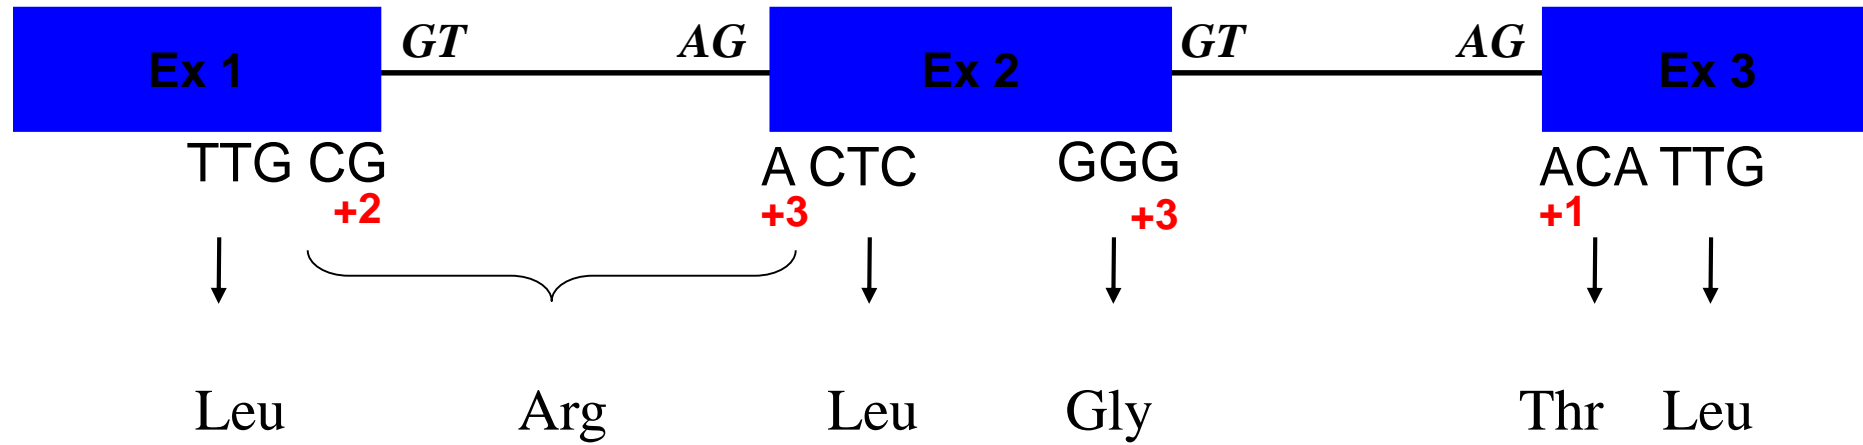 Ex 1 GT AG Ex 2 GT AG Ex 3
TTG CG A CTC GGG ACA TTG
+2 +3 +3 +1
Leu Arg Leu Gly Thr Leu